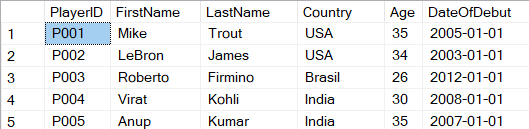 PlayerID FirstName LastName Country Age DateOfDebut
1 P001 Mike Trout USA 35 2005-01-01
2 P002 LeBron James USA 34 2003-01-01
3 P003 Roberto Firmino Brasil 26 2012-01-01
4 P004 Virat Kohli India 30 2008-01-01
5 P005 Anup Kumar India 35 2007-01-01